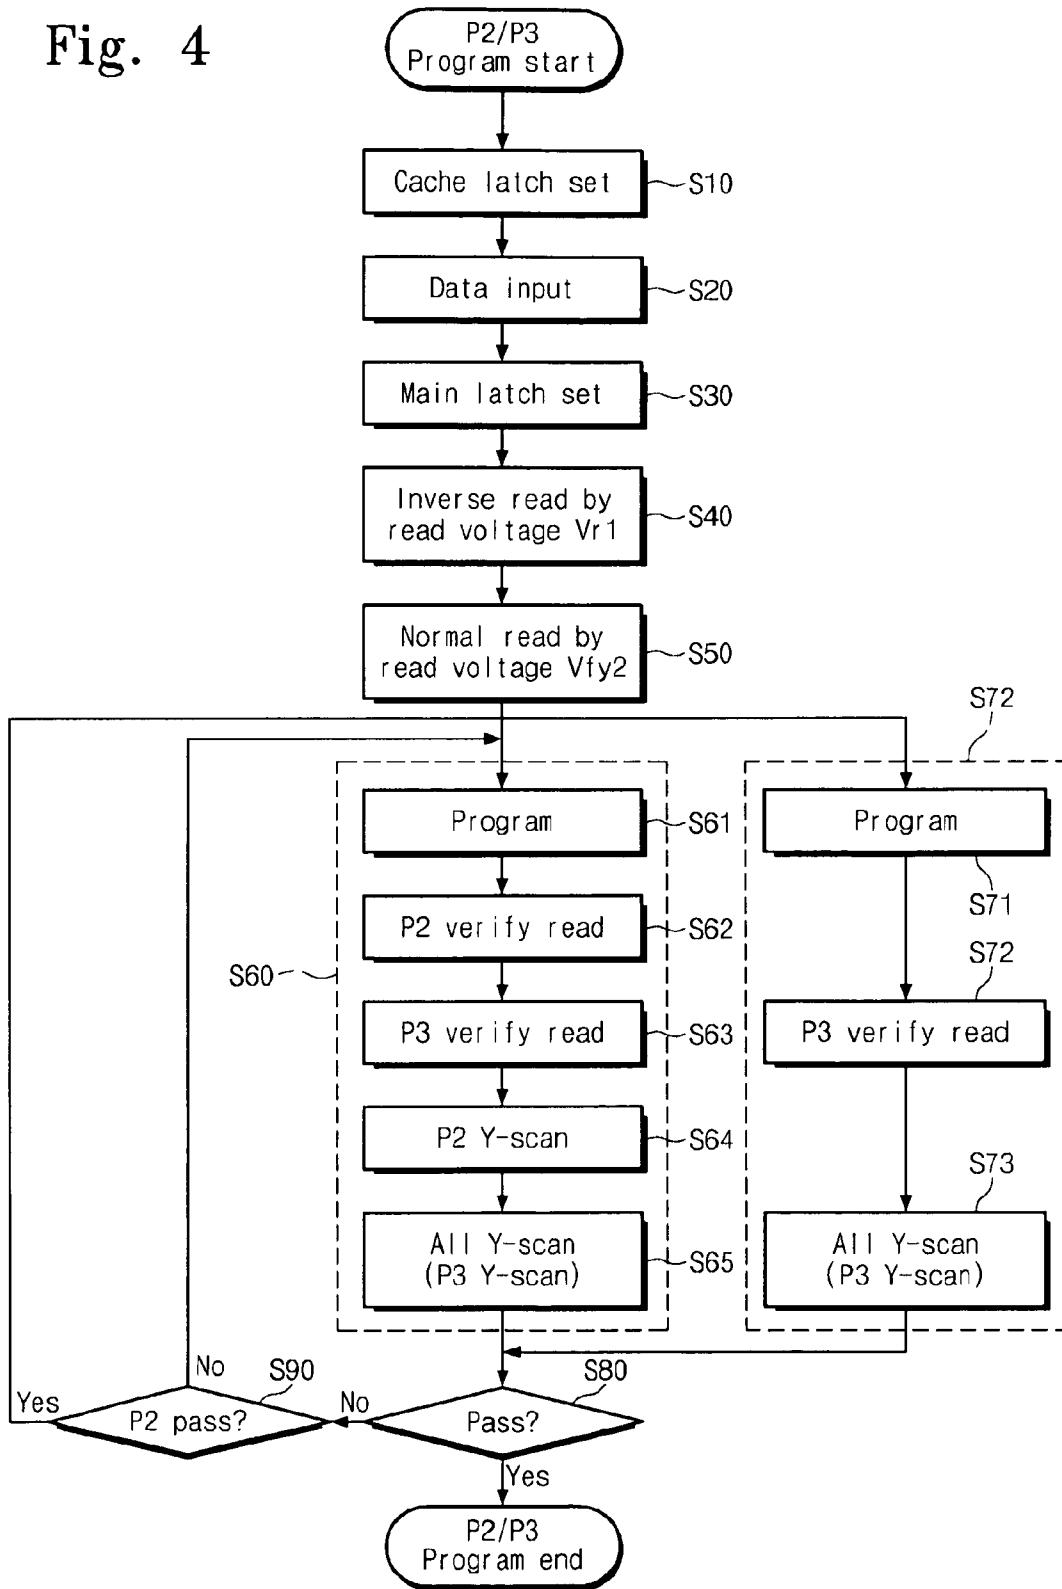 Fig. 4
P2/P3
Program start
Cache latch set
S10
Data input
S20
Main latch set
S30
Inverse read by
read voltage Vr1
S40
Normal read by
read voltage Vfy2
S50
S72
Program
S61
Program
S71
P2 verify read
S62
S60
P3 verify read
S63
S72
P3 verify read
P2 Y-scan
S64
S73
All Y-scan
(P3 Y-scan)
S65
All Y-scan
(P3 Y-scan)
No
S90
S80
Yes
P2 pass?
No
Pass?
Yes
P2/P3
Program end